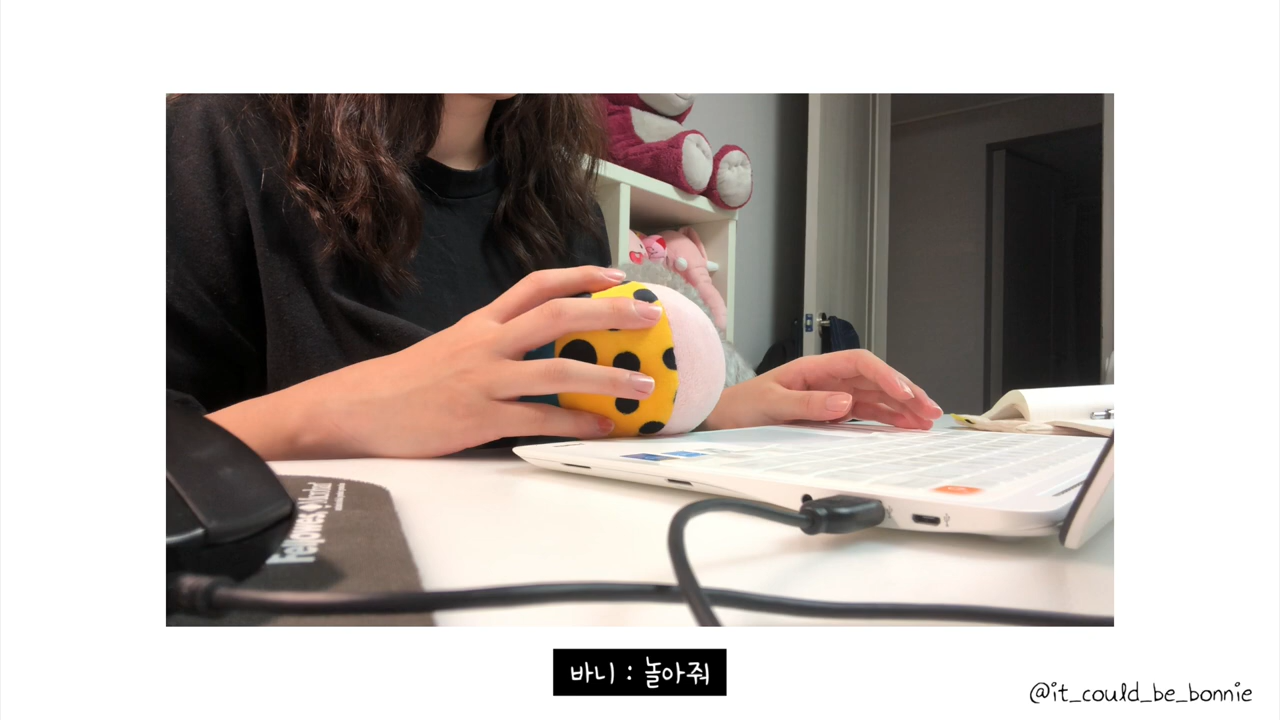 Fellowes
바니 : 놀아줘
@it_could_be_bonnie